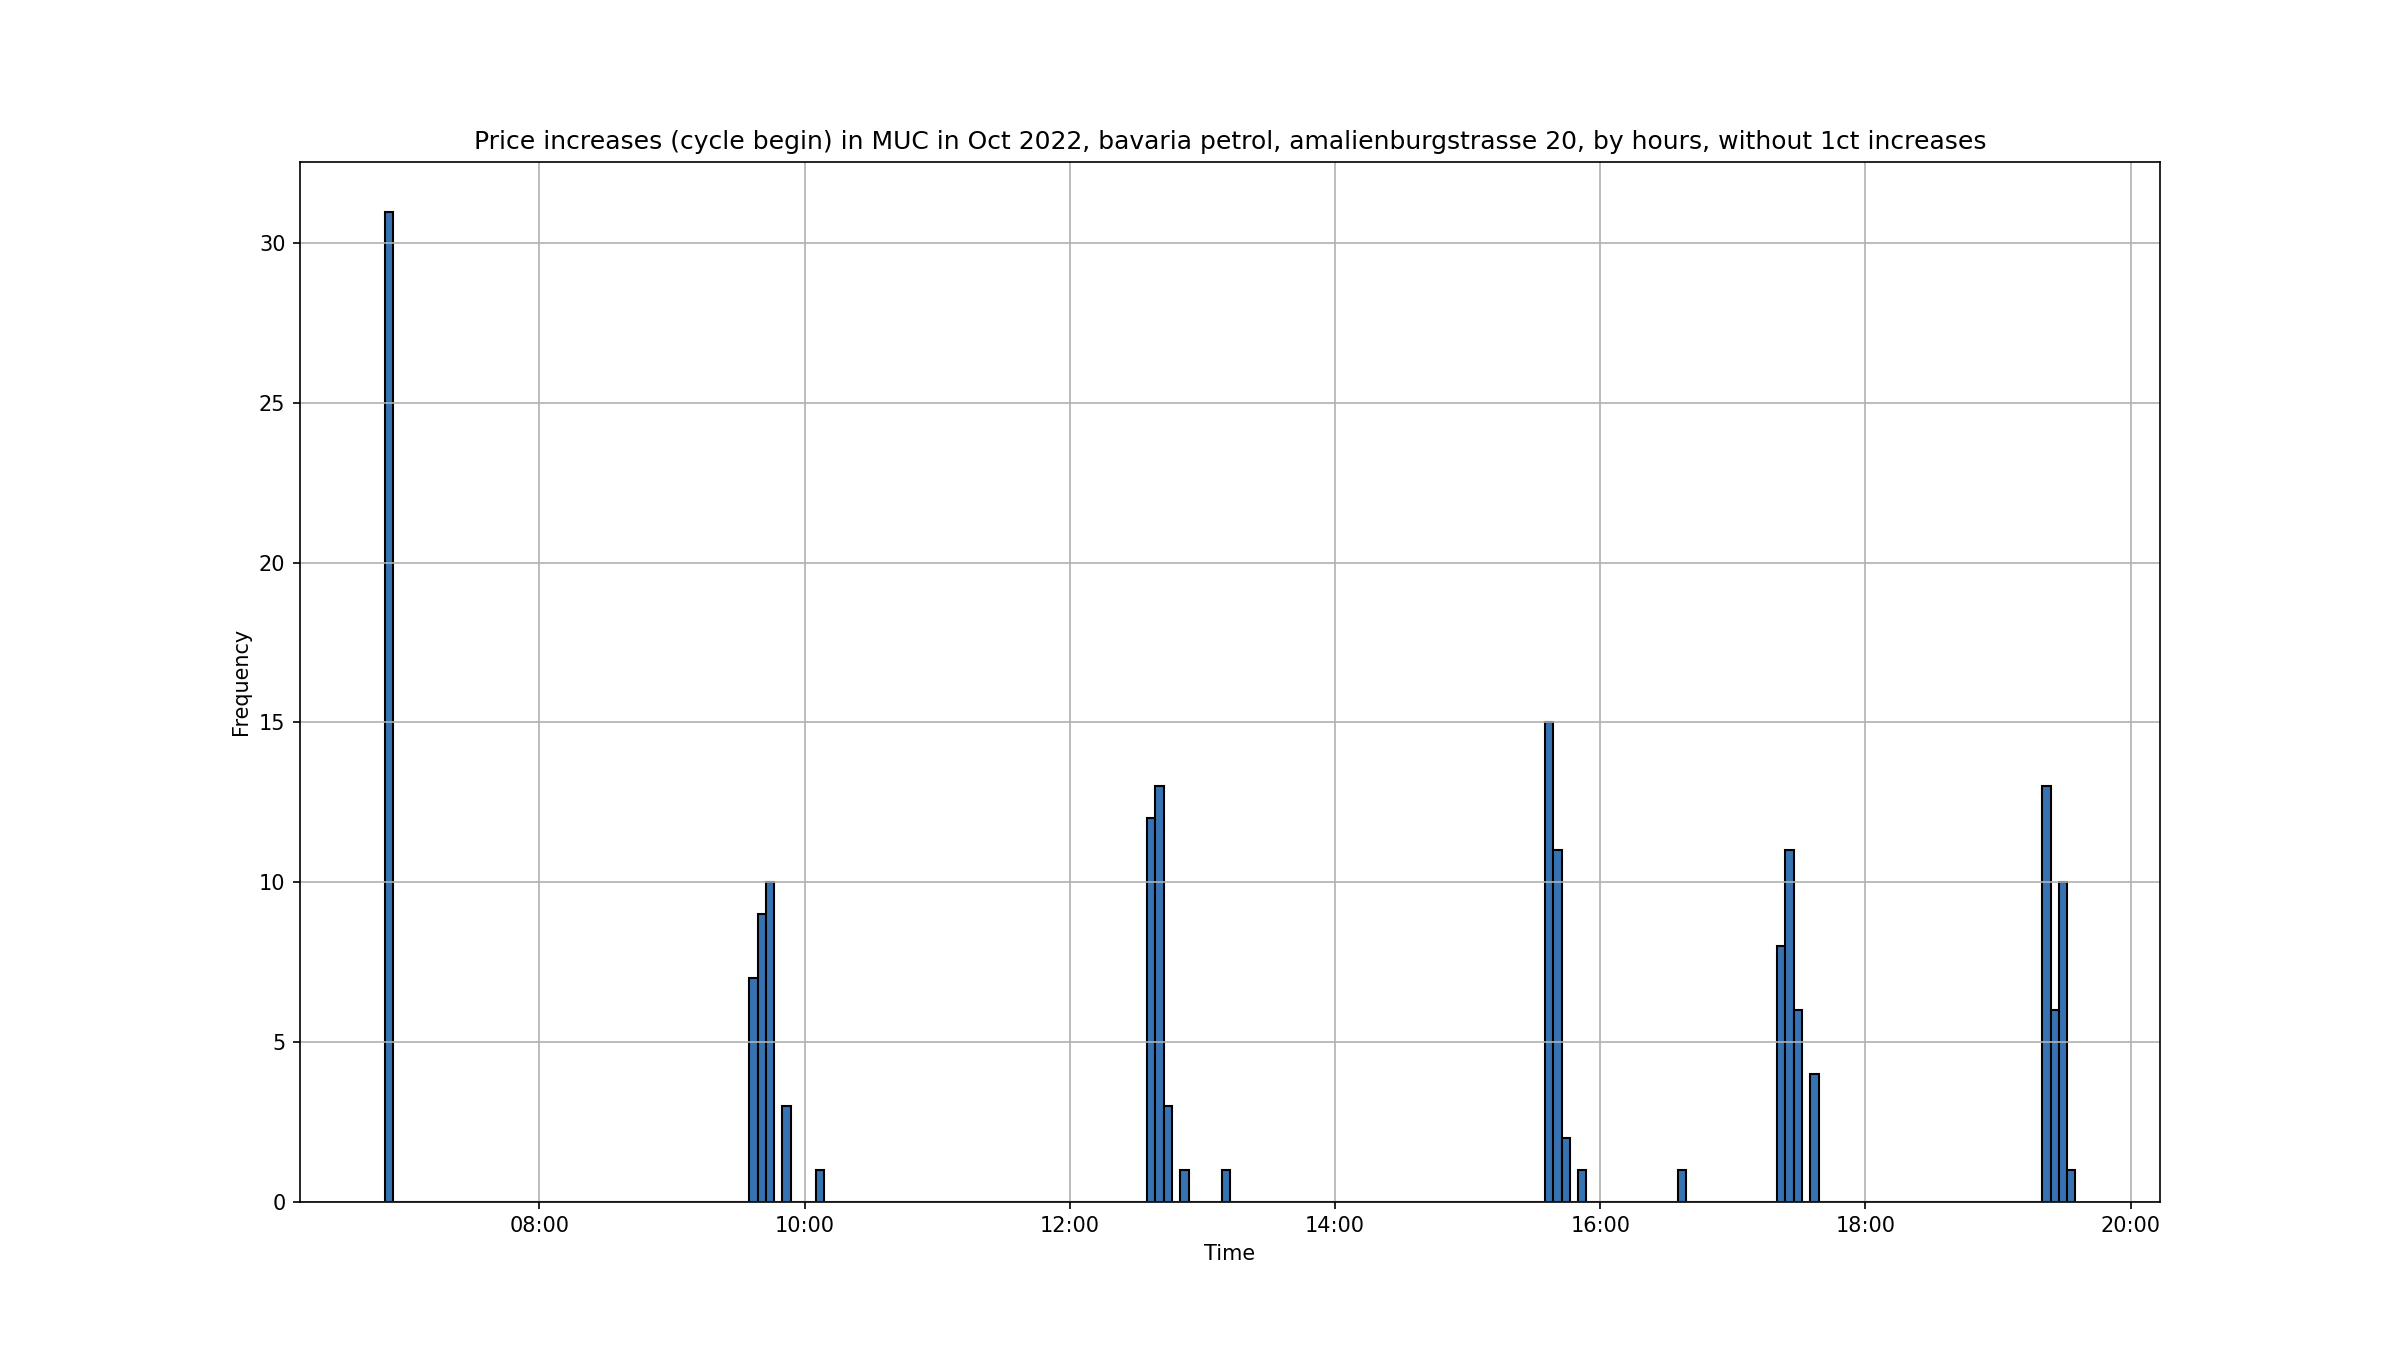 Price increases (cycle begin) in MUC in Oct 2022, bavaria petrol, amalienburgstrasse 20, by hours, without 1ct increases
30
25
20
15
10
5
0
Frequency
08:00 10:00 12:00 14:00 16:00 18:00 20:00
Time